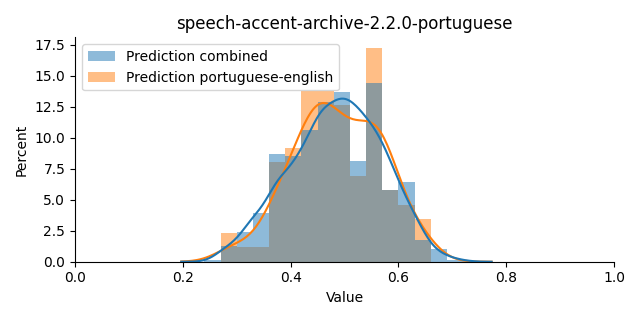 speech-accent-archive-2.2.0-portuguese
Prediction combined
Prediction portuguese-english
Percent
17.5
15.0
12.5
10.0
7.5
5.0
2.5
0.0
0.0 0.2 0.4 0.6 0.8 1.0
Value